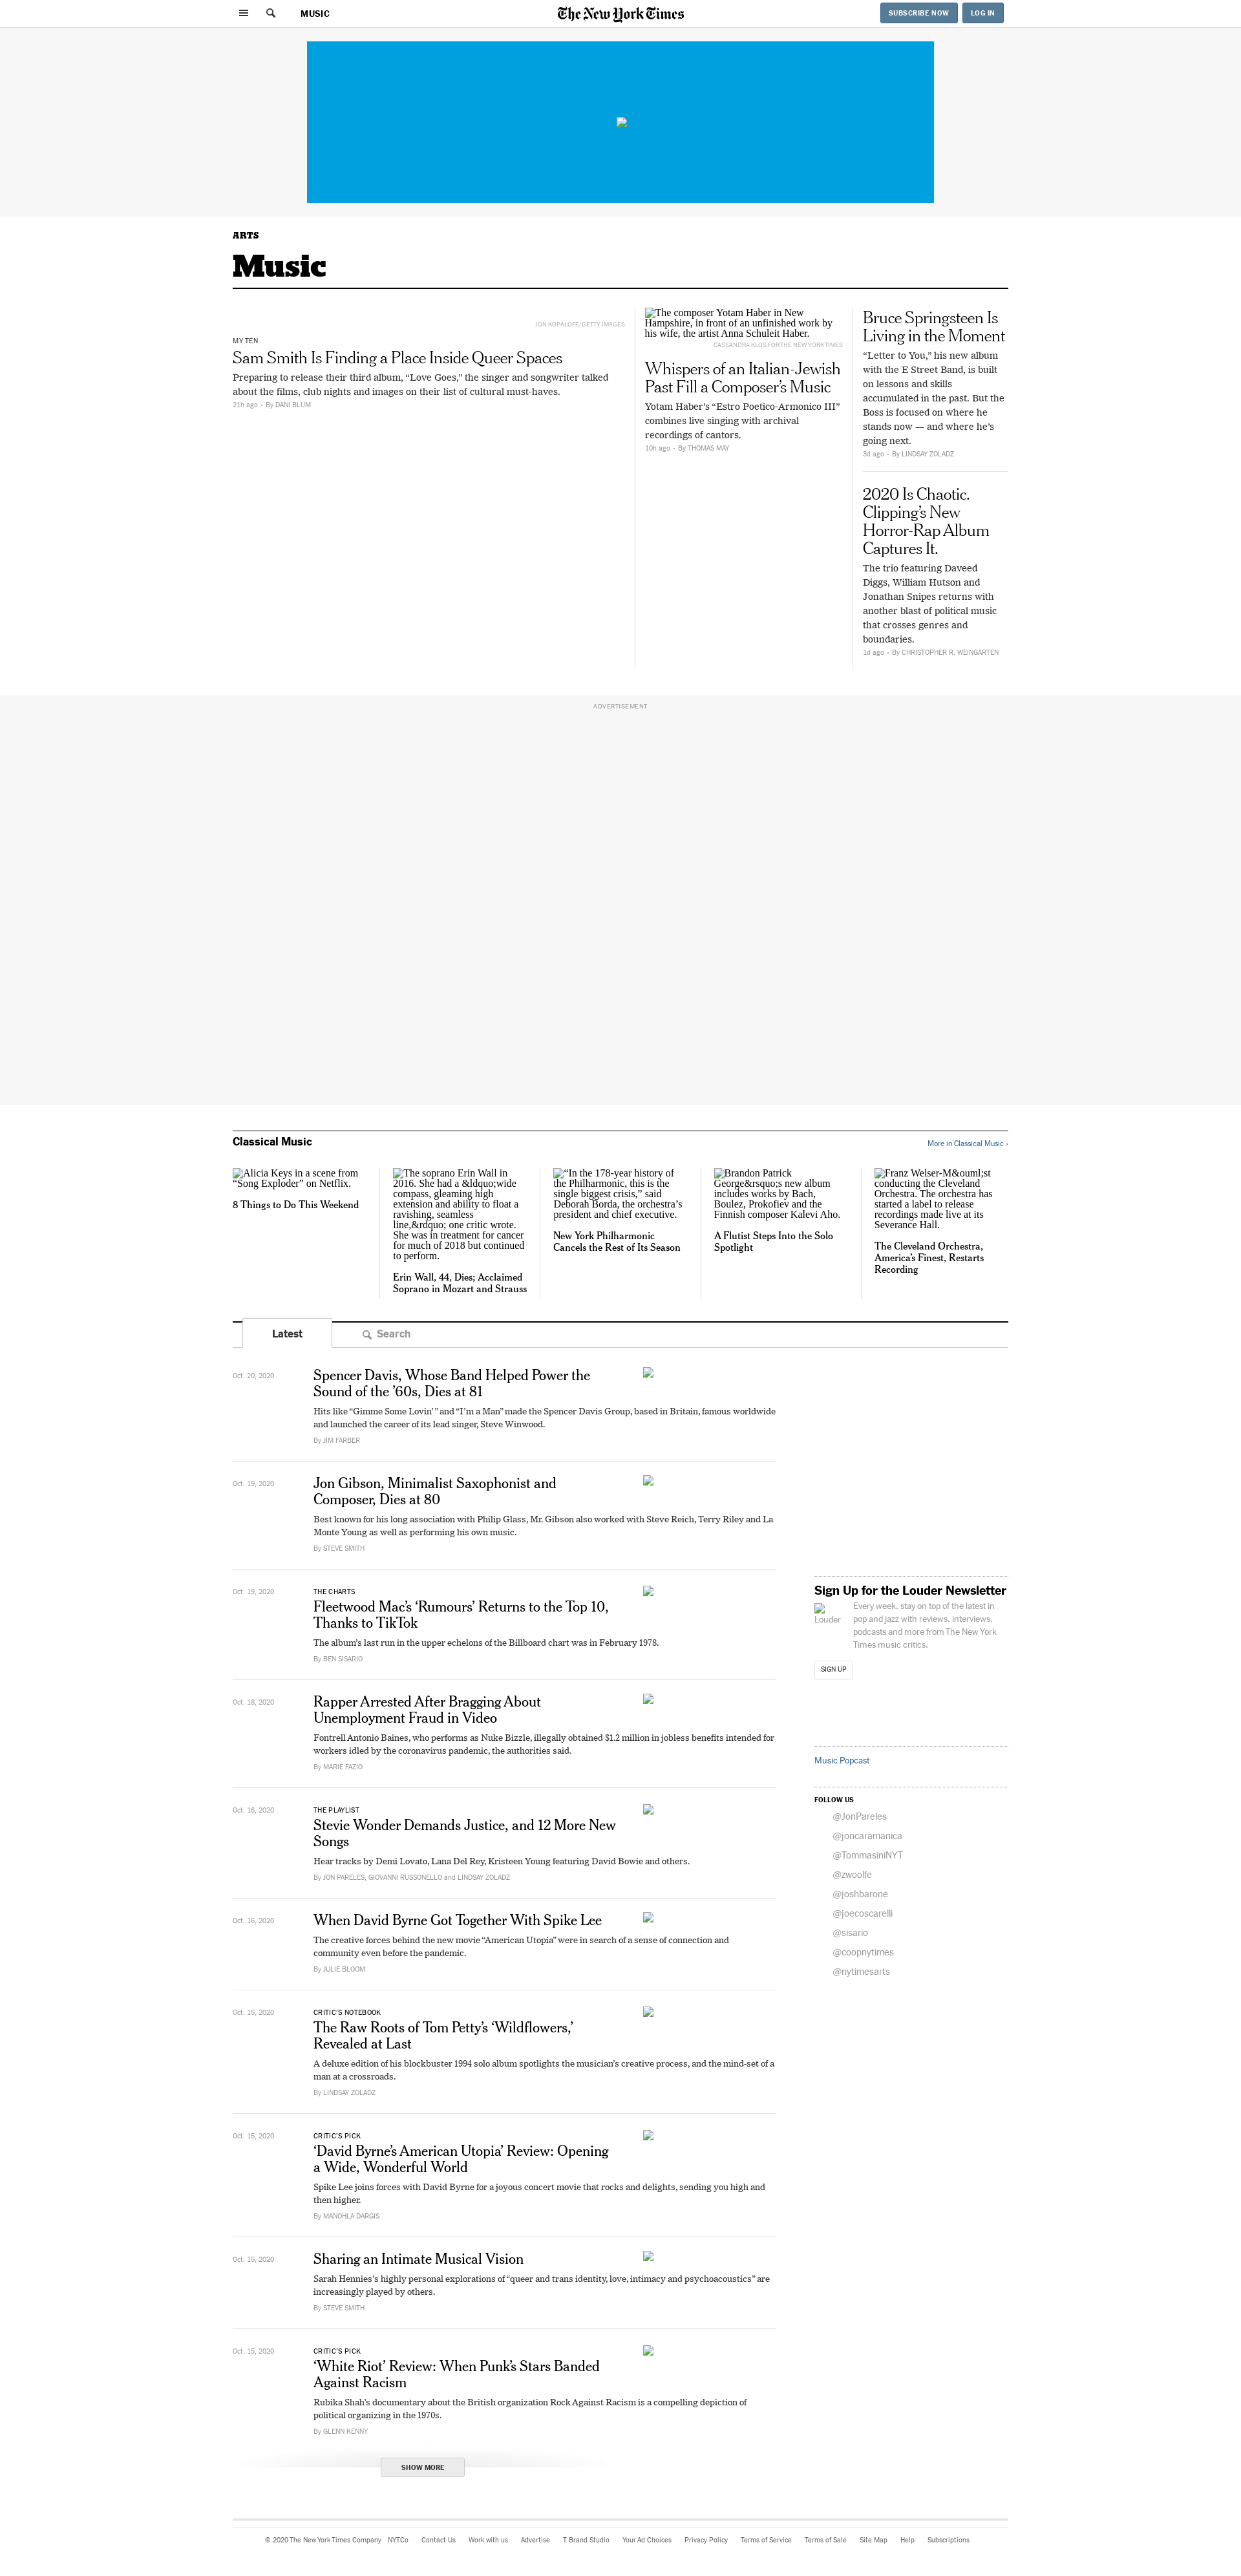 MUSIC
The New York Times
SUBSCRIBE NOW
LOG IN
ARTS
Music
JON KOPALOFF/GETTY IMAGES
MY TEN
Sam Smith Is Finding a Place Inside Queer Spaces
Preparing to release their third album, “Love Goes,” the singer and songwriter talked
about the films, club nights and images on their list of cultural must-haves.
21h ago - By DANI BLUM
The composer Yotam Haber in New
Hampshire, in front of an unfinished work by
his wife, the artist Anna Schuleit Haber.
CASSANDRA KLOS FOR THE NEW YORK TIMES
Whispers of an Italian-Jewish
Past Fill a Composer’s Music
Yotam Haber’s “Estro Poetico-Armonico III”
combines live singing with archival
recordings of cantors.
10h ago - By THOMAS MAY
Bruce Springsteen Is
Living in the Moment
“Letter to You,” his new album
with the E Street Band, is built
on lessons and skills
accumulated in the past. But the
Boss is focused on where he
stands now — and where he’s
going next.
3d ago - By LINDSAY ZOLADZ
2020 Is Chaotic.
Clipping’s New
Horror-Rap Album
Captures It.
The trio featuring Daveed
Diggs, William Hutson and
Jonathan Snipes returns with
another blast of political music
that crosses genres and
boundaries.
1d ago - By CHRISTOPHER R. WEINGARTEN
ADVERTISEMENT
Classical Music
More in Classical Music ›
Alicia Keys in a scene from
“Song Exploder” on Netflix.
8 Things to Do This Weekend
The soprano Erin Wall in
2016. She had a &ldquo;wide
compass, gleaming high
extension and ability to float a
ravishing, seamless
line,&rdquo; one critic wrote.
She was in treatment for cancer
for much of 2018 but continued
to perform.
Erin Wall, 44, Dies; Acclaimed
Soprano in Mozart and Strauss
“In the 178-year history of
the Philharmonic, this is the
single biggest crisis,” said
Deborah Borda, the orchestra’s
president and chief executive.
New York Philharmonic
Cancels the Rest of Its Season
Brandon Patrick
George&rsquo;s new album
includes works by Bach,
Boulez, Prokofiev and the
Finnish composer Kalevi Aho.
A Flutist Steps Into the Solo
Spotlight
Franz Welser-M&ouml;st
conducting the Cleveland
Orchestra. The orchestra has
started a label to release
recordings made live at its
Severance Hall.
The Cleveland Orchestra,
America’s Finest, Restarts
Recording
Latest
Search
Oct. 20, 2020
Spencer Davis, Whose Band Helped Power the
Sound of the ’60s, Dies at 81
Hits like “Gimme Some Lovin’ ” and “I’m a Man” made the Spencer Davis Group, based in Britain, famous worldwide
and launched the career of its lead singer, Steve Winwood.
By JIM FARBER
Oct. 19, 2020
Jon Gibson, Minimalist Saxophonist and
Composer, Dies at 80
Best known for his long association with Philip Glass, Mr. Gibson also worked with Steve Reich, Terry Riley and La
Monte Young as well as performing his own music.
By STEVE SMITH
Oct. 19, 2020
THE CHARTS
Fleetwood Mac’s ‘Rumours’ Returns to the Top 10,
Thanks to TikTok
The album’s last run in the upper echelons of the Billboard chart was in February 1978.
By BEN SISARIO
Oct. 18, 2020
Rapper Arrested After Bragging About
Unemployment Fraud in Video
Fontrell Antonio Baines, who performs as Nuke Bizzle, illegally obtained $1.2 million in jobless benefits intended for
workers idled by the coronavirus pandemic, the authorities said.
By MARIE FAZIO
Oct. 16, 2020
THE PLAYLIST
Stevie Wonder Demands Justice, and 12 More New
Songs
Hear tracks by Demi Lovato, Lana Del Rey, Kristeen Young featuring David Bowie and others.
By JON PARELES, GIOVANNI RUSSONELLO and LINDSAY ZOLADZ
Oct. 16, 2020
When David Byrne Got Together With Spike Lee
The creative forces behind the new movie “American Utopia” were in search of a sense of connection and
community even before the pandemic.
By JULIE BLOOM
Oct. 15, 2020
CRITIC’S NOTEBOOK
The Raw Roots of Tom Petty’s ‘Wildflowers,’
Revealed at Last
A deluxe edition of his blockbuster 1994 solo album spotlights the musician’s creative process, and the mind-set of a
man at a crossroads.
By LINDSAY ZOLADZ
Oct. 15, 2020
CRITIC’S PICK
‘David Byrne’s American Utopia’ Review: Opening
a Wide, Wonderful World
Spike Lee joins forces with David Byrne for a joyous concert movie that rocks and delights, sending you high and
then higher.
By MANOHLA DARGIS
Oct. 15, 2020
Sharing an Intimate Musical Vision
Sarah Hennies’s highly personal explorations of “queer and trans identity, love, intimacy and psychoacoustics” are
increasingly played by others.
By STEVE SMITH
Oct. 15, 2020
CRITIC’S PICK
‘White Riot’ Review: When Punk’s Stars Banded
Against Racism
Rubika Shah’s documentary about the British organization Rock Against Racism is a compelling depiction of
political organizing in the 1970s.
By GLENN KENNY
SHOW MORE
Sign Up for the Louder Newsletter
Louder
Every week, stay on top of the latest in
pop and jazz with reviews, interviews,
podcasts and more from The New York
Times music critics.
SIGN UP
Music Popcast
FOLLOW US
@JonPareles
@joncaramanica
@TommasiniNYT
@zwoolfe
@joshbarone
@joecoscarelli
@sisario
@coopnytimes
@nytimesarts
© 2020 The New York Times Company NYTCo Contact Us Work with us Advertise T Brand Studio Your Ad Choices Privacy Policy Terms of Service Terms of Sale Site Map Help Subscriptions